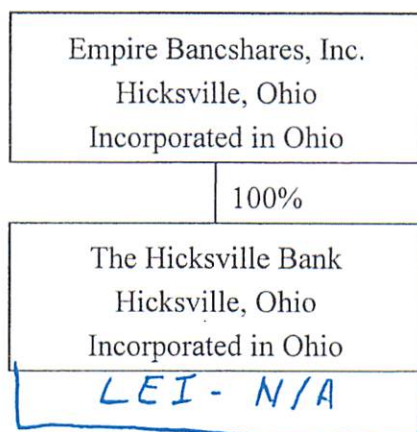 Empire Bancshares, Inc.
Hicksville, Ohio
Incorporated in Ohio
100%
The Hicksville Bank
Hicksville, Ohio
Incorporated in Ohio
LEI - N/A